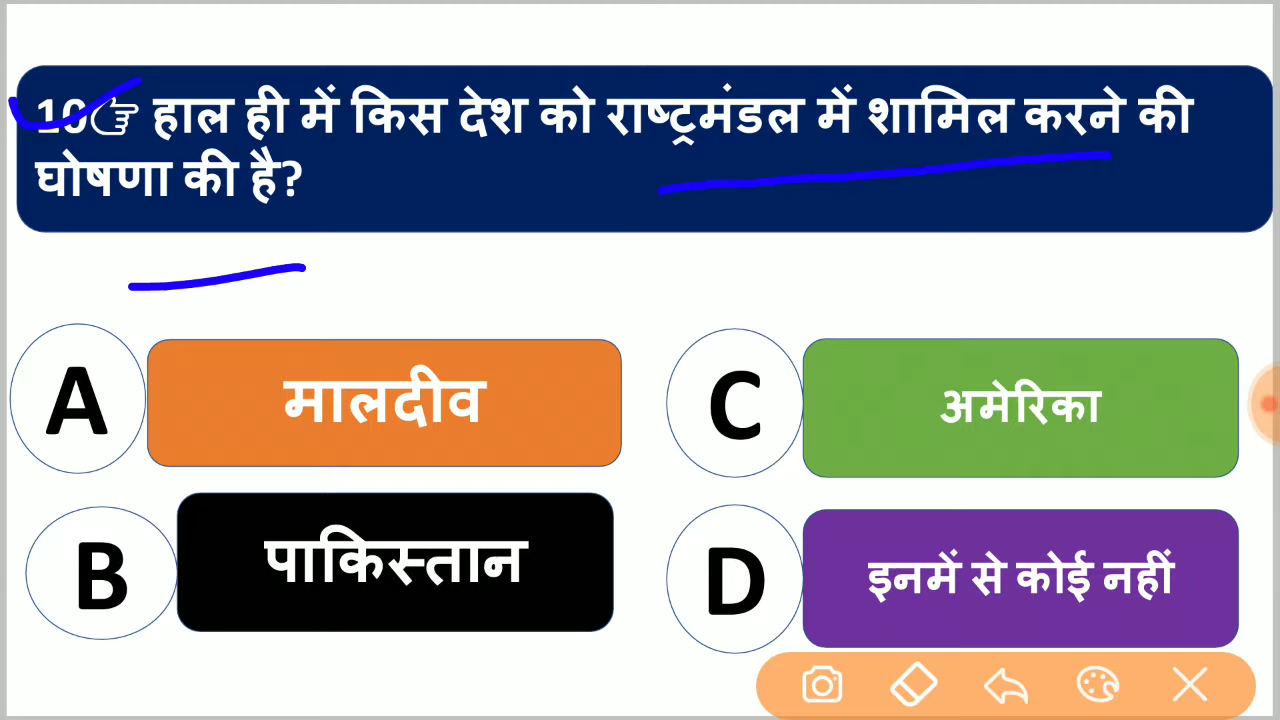 10👉 हाल ही में किस देश को राष्ट्रमंडल में शामिल करने की
घोषणा की है?
A
मालदीव
C
अमेरिका
B
पाकिस्तान
D
इनमें से कोई नहीं